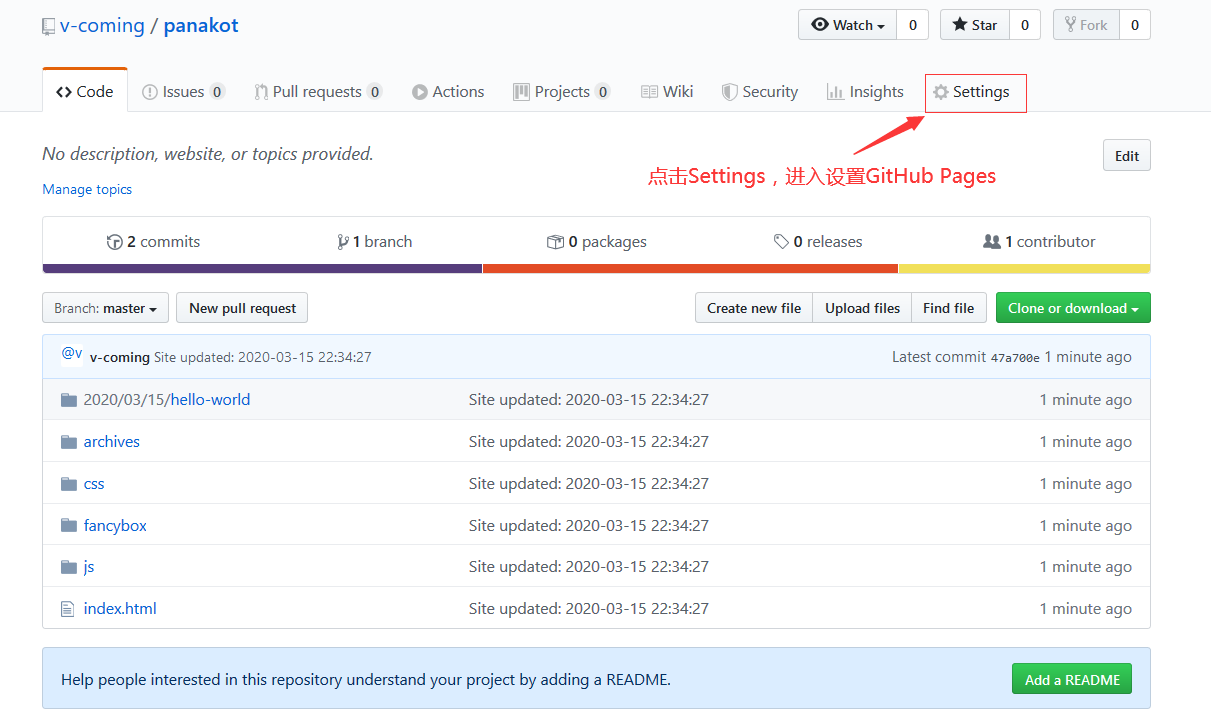 v-coming / panakot
Watch 0 Star 0 Fork 0
Code Issues 0 Pull requests 0 Actions Projects 0 Wiki Security Insights Settings
No description, website, or topics provided. Edit
点击Settings，进入设置GitHub Pages
Manage topics
2 commits 1 branch 0 packages 0 releases 1 contributor
Branch: master New pull request Create new file Upload files Find file Clone or download
@v v-coming Site updated: 2020-03-15 22:34:27 Latest commit 47a700e 1 minute ago
2020/03/15/hello-world Site updated: 2020-03-15 22:34:27 1 minute ago
archives Site updated: 2020-03-15 22:34:27 1 minute ago
css Site updated: 2020-03-15 22:34:27 1 minute ago
fancybox Site updated: 2020-03-15 22:34:27 1 minute ago
js Site updated: 2020-03-15 22:34:27 1 minute ago
index.html Site updated: 2020-03-15 22:34:27 1 minute ago
Help people interested in this repository understand your project by adding a README. Add a README